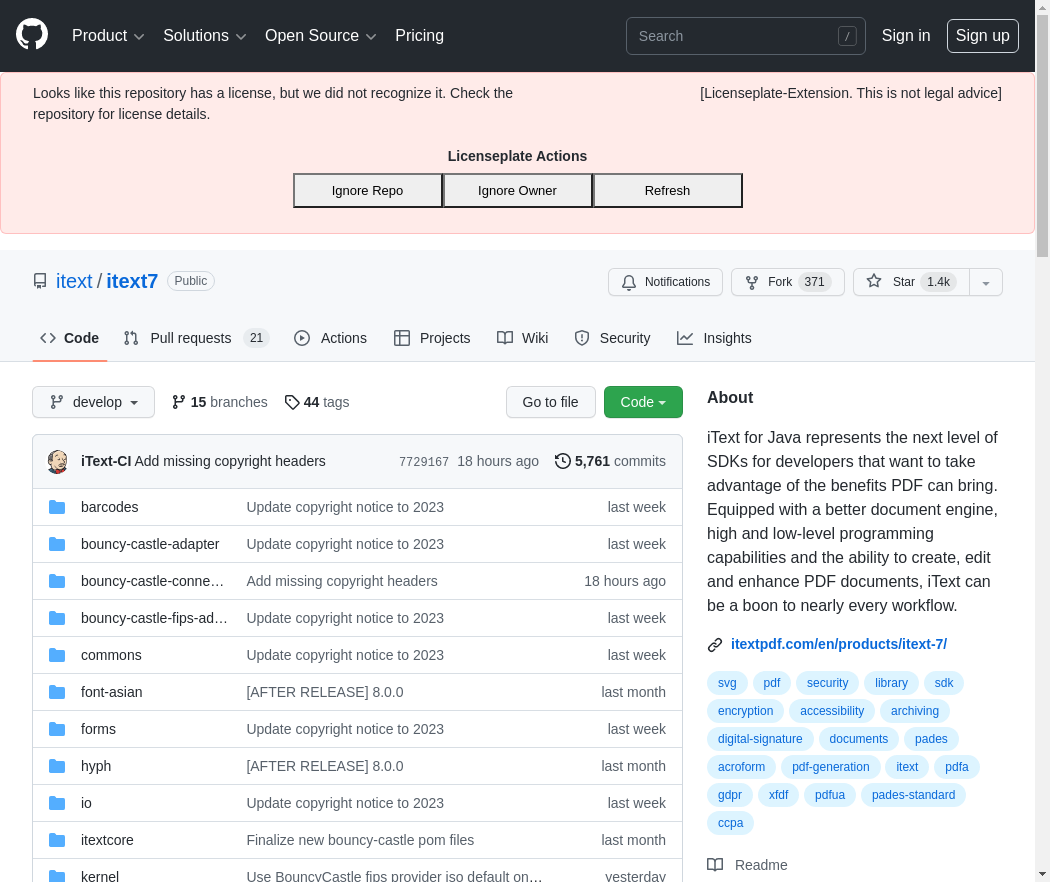 Product Solutions Open Source Pricing Search / Sign in Sign up
Looks like this repository has a license, but we did not recognize it. Check the
repository for license details.
[Licenseplate-Extension. This is not legal advice]
Licenseplate Actions
Ignore Repo Ignore Owner Refresh
itext / itext7 Public Notifications Fork 371 Star 1.4k
Code Pull requests 21 Actions Projects Wiki Security Insights
develop 15 branches 44 tags Go to file Code
iText-CI Add missing copyright headers 7729167 18 hours ago 5,761 commits
barcodes Update copyright notice to 2023 last week
bouncy-castle-adapter Update copyright notice to 2023 last week
bouncy-castle-conne… Add missing copyright headers 18 hours ago
bouncy-castle-fips-ad… Update copyright notice to 2023 last week
commons Update copyright notice to 2023 last week
font-asian [AFTER RELEASE] 8.0.0 last month
forms Update copyright notice to 2023 last week
hyph [AFTER RELEASE] 8.0.0 last month
io Update copyright notice to 2023 last week
itextcore Finalize new bouncy-castle pom files last month
kernel Use BouncyCastle fips provider iso default on… yesterday
About
iText for Java represents the next level of
SDKs for developers that want to take
advantage of the benefits PDF can bring.
Equipped with a better document engine,
high and low-level programming
capabilities and the ability to create, edit
and enhance PDF documents, iText can
be a boon to nearly every workflow.
itextpdf.com/en/products/itext-7/
svg pdf security library sdk
encryption accessibility archiving
digital-signature documents pades
acroform pdf-generation itext pdfa
gdpr xfdf pdfua pades-standard
ccpa
Readme